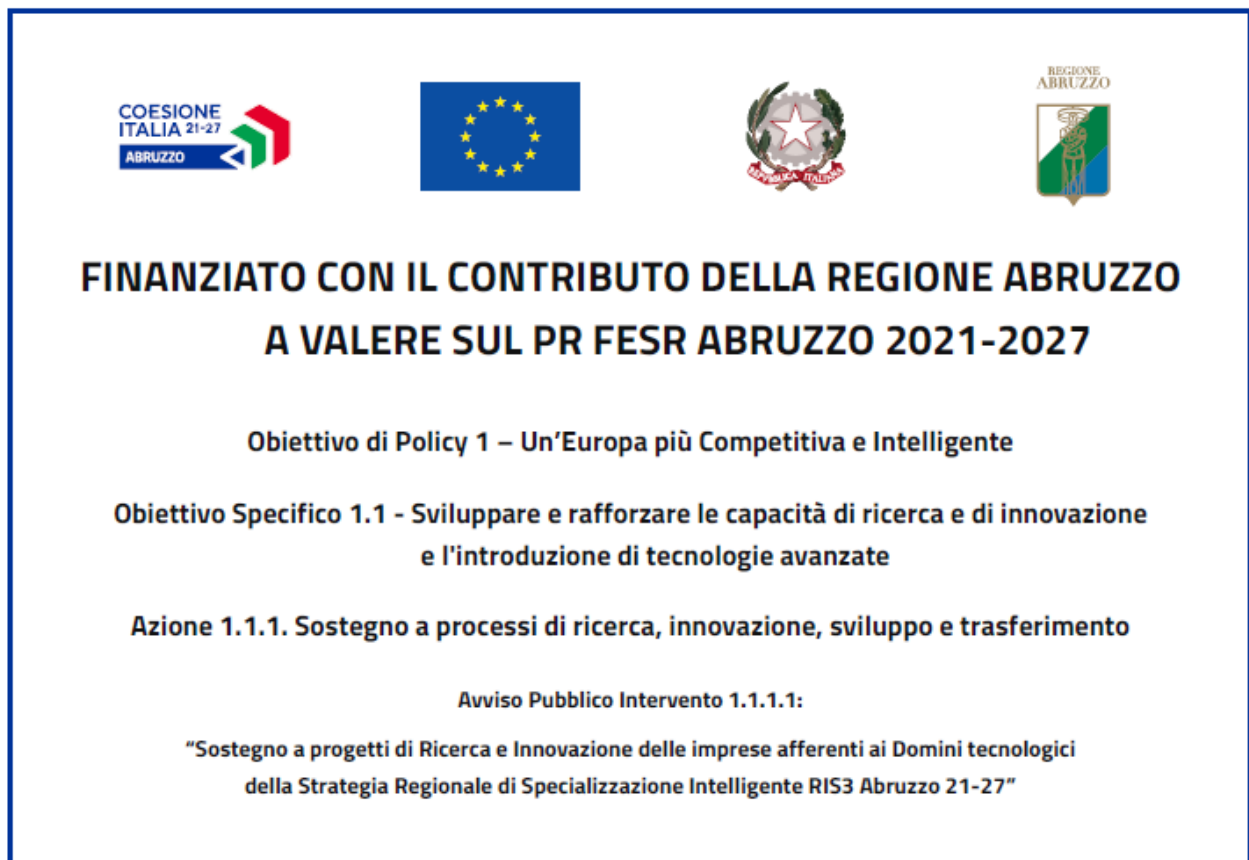 COESIONE
ITALIA 21-27
ABRUZZO
REPVBBLICA ITALIANA
REGIONE
ABRUZZO
FINANZIATO CON IL CONTRIBUTO DELLA REGIONE ABRUZZO
A VALERE SUL PR FESR ABRUZZO 2021-2027
Obiettivo di Policy 1 – Un’Europa più Competitiva e Intelligente
Obiettivo Specifico 1.1 - Sviluppare e rafforzare le capacità di ricerca e di innovazione
e l'introduzione di tecnologie avanzate
Azione 1.1.1. Sostegno a processi di ricerca, innovazione, sviluppo e trasferimento
Avviso Pubblico Intervento 1.1.1.1:
“Sostegno a progetti di Ricerca e Innovazione delle imprese afferenti ai Domini tecnologici
della Strategia Regionale di Specializzazione Intelligente RIS3 Abruzzo 21-27”